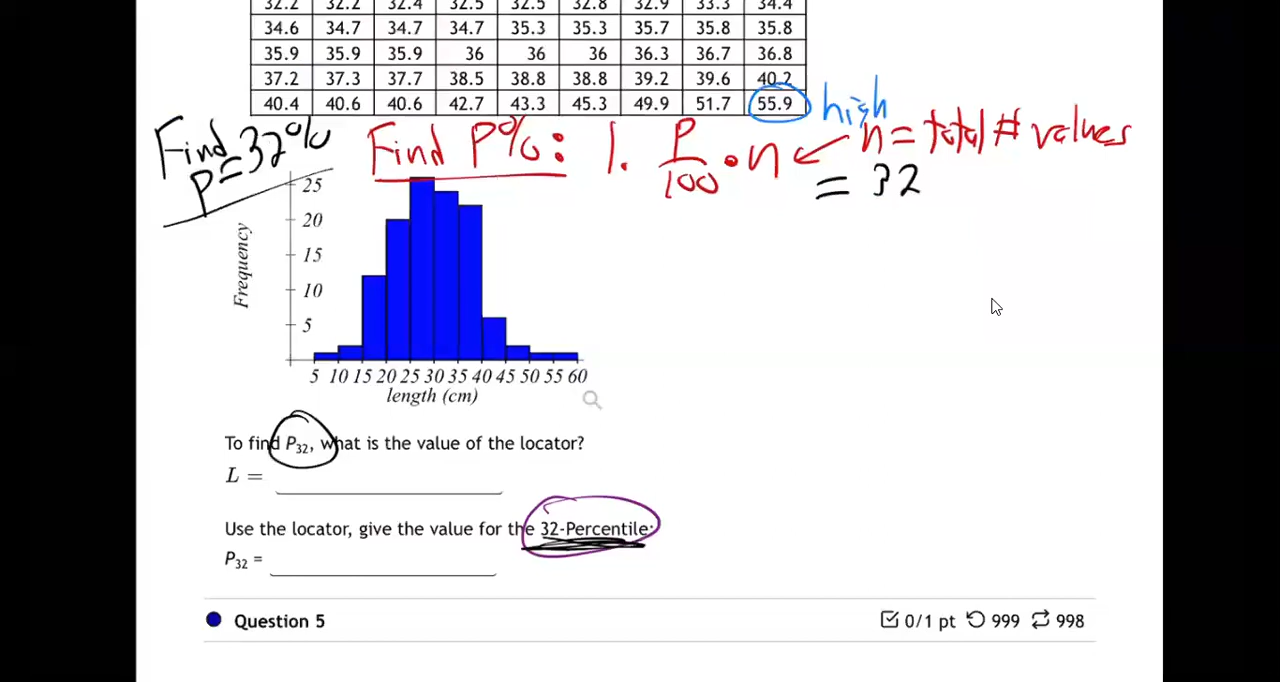 32.2 32.2 32.4 32.5 32.5 32.8 32.9 33.3 34.4
34.6 34.7 34.7 34.7 35.3 35.3 35.7 35.8 35.8
35.9 35.9 35.9 36 36 36 36.3 36.7 36.8
37.2 37.3 37.7 38.5 38.8 38.8 39.2 39.6 40.2
40.4 40.6 40.6 42.7 43.3 45.3 49.9 51.7 55.9
high
Find 32%
P=
Find P%: 1. P/100 • n ← n = total # values
= 32
25
20
15
10
5
Frequency
5 10 15 20 25 30 35 40 45 50 55 60
length (cm)
To find P32, what is the value of the locator?
L =
Use the locator, give the value for the 32-Percentile:
P32 =
Question 5 0/1 pt 999 998